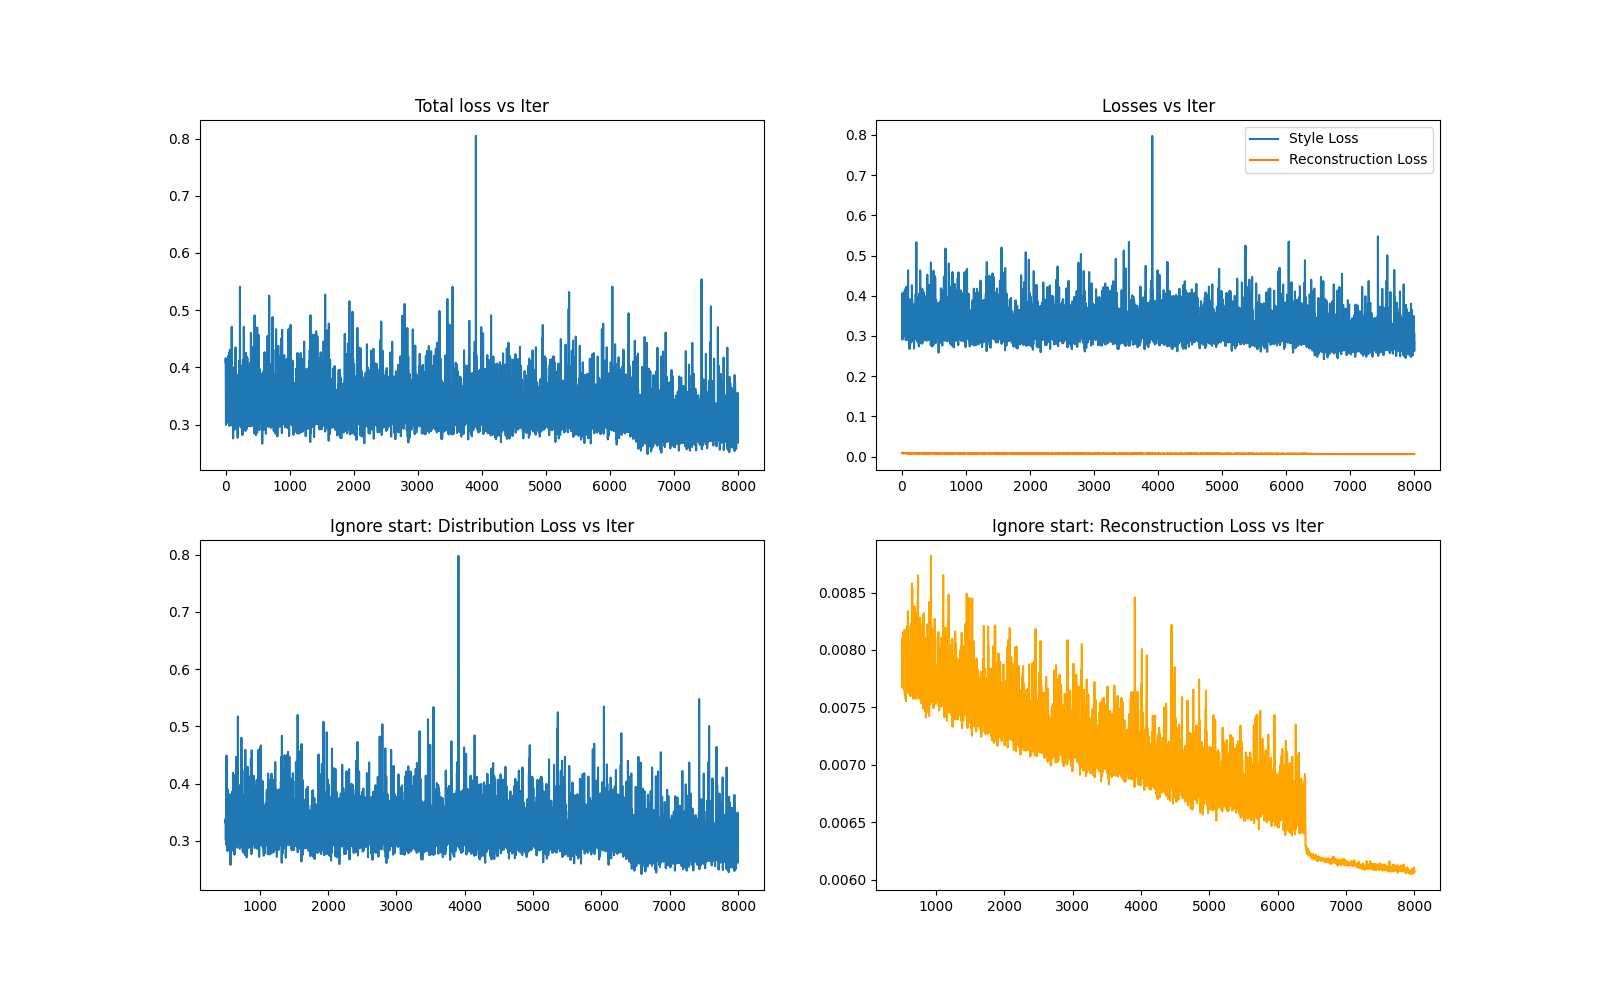 Total loss vs Iter
0.8
0.7
0.6
0.5
0.4
0.3
0 1000 2000 3000 4000 5000 6000 7000 8000
Losses vs Iter
Style Loss
Reconstruction Loss
0.8
0.7
0.6
0.5
0.4
0.3
0.2
0.1
0.0
0 1000 2000 3000 4000 5000 6000 7000 8000
Ignore start: Distribution Loss vs Iter
0.8
0.7
0.6
0.5
0.4
0.3
1000 2000 3000 4000 5000 6000 7000 8000
Ignore start: Reconstruction Loss vs Iter
0.0085
0.0080
0.0075
0.0070
0.0065
0.0060
1000 2000 3000 4000 5000 6000 7000 8000